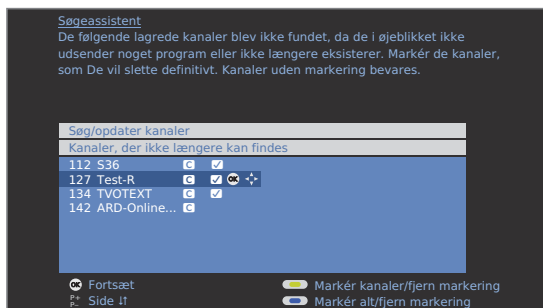 Søgeassistent
De følgende lagrede kanaler blev ikke fundet, da de i øjeblikket ikke
udsender noget program eller ikke længere eksisterer. Markér de kanaler,
som De vil slette definitivt. Kanaler uden markering bevares.
Søg/opdater kanaler
Kanaler, der ikke længere kan findes
112 S36 C
127 Test-R C OK
134 TVOTEXT C
142 ARD-Online... C
OK Fortsæt
Markér kanaler/fjern markering
P+ P– Side ↓↑
Markér alt/fjern markering